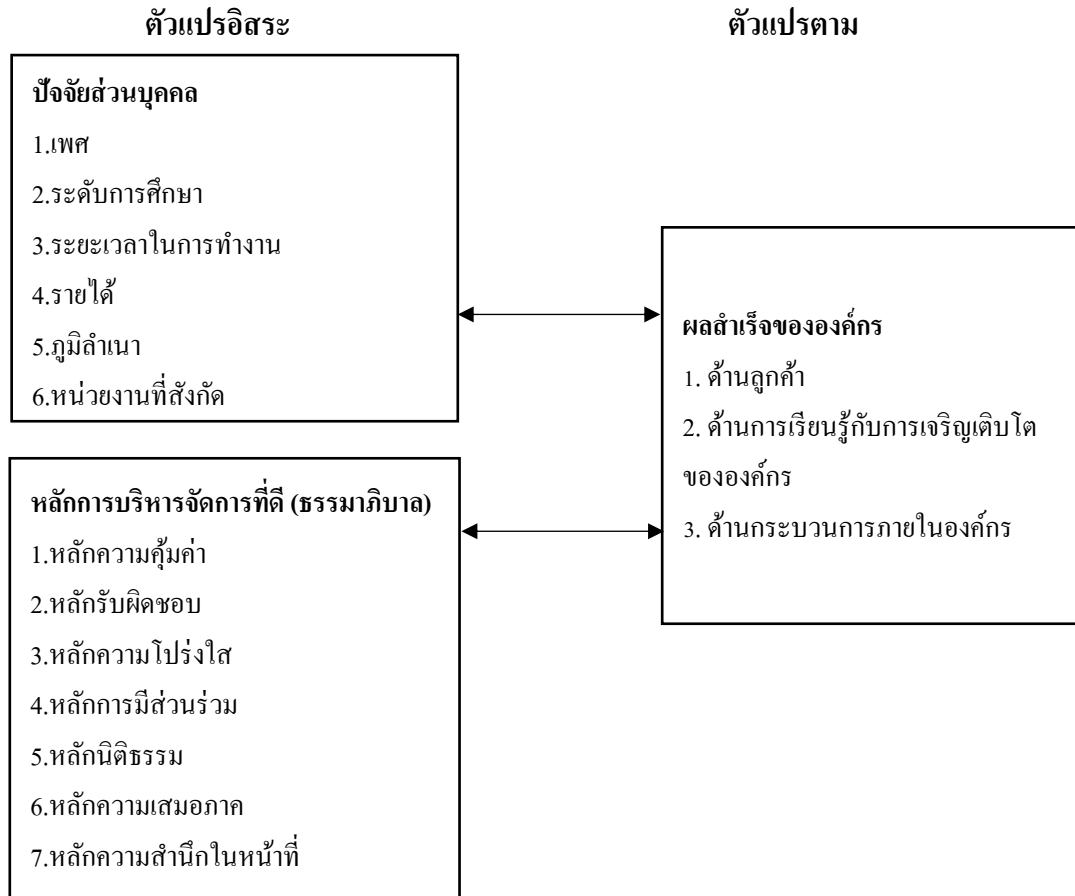 ตัวแปรอิสระ
ตัวแปรตาม
ปัจจัยส่วนบุคคล
1.เพศ
2.ระดับการศึกษา
3.ระยะเวลาในการทำงาน
4.รายได้
5.ภูมิลำเนา
6.หน่วยงานที่สังกัด
หลักการบริหารจัดการที่ดี (ธรรมาภิบาล)
1.หลักความคุ้มค่า
2.หลักรับผิดชอบ
3.หลักความโปร่งใส
4.หลักการมีส่วนร่วม
5.หลักนิติธรรม
6.หลักความเสมอภาค
7.หลักความสำนึกในหน้าที่
ผลสำเร็จขององค์กร
1. ด้านลูกค้า
2. ด้านการเรียนรู้กับการเจริญเติบโต
ขององค์กร
3. ด้านกระบวนการภายในองค์กร